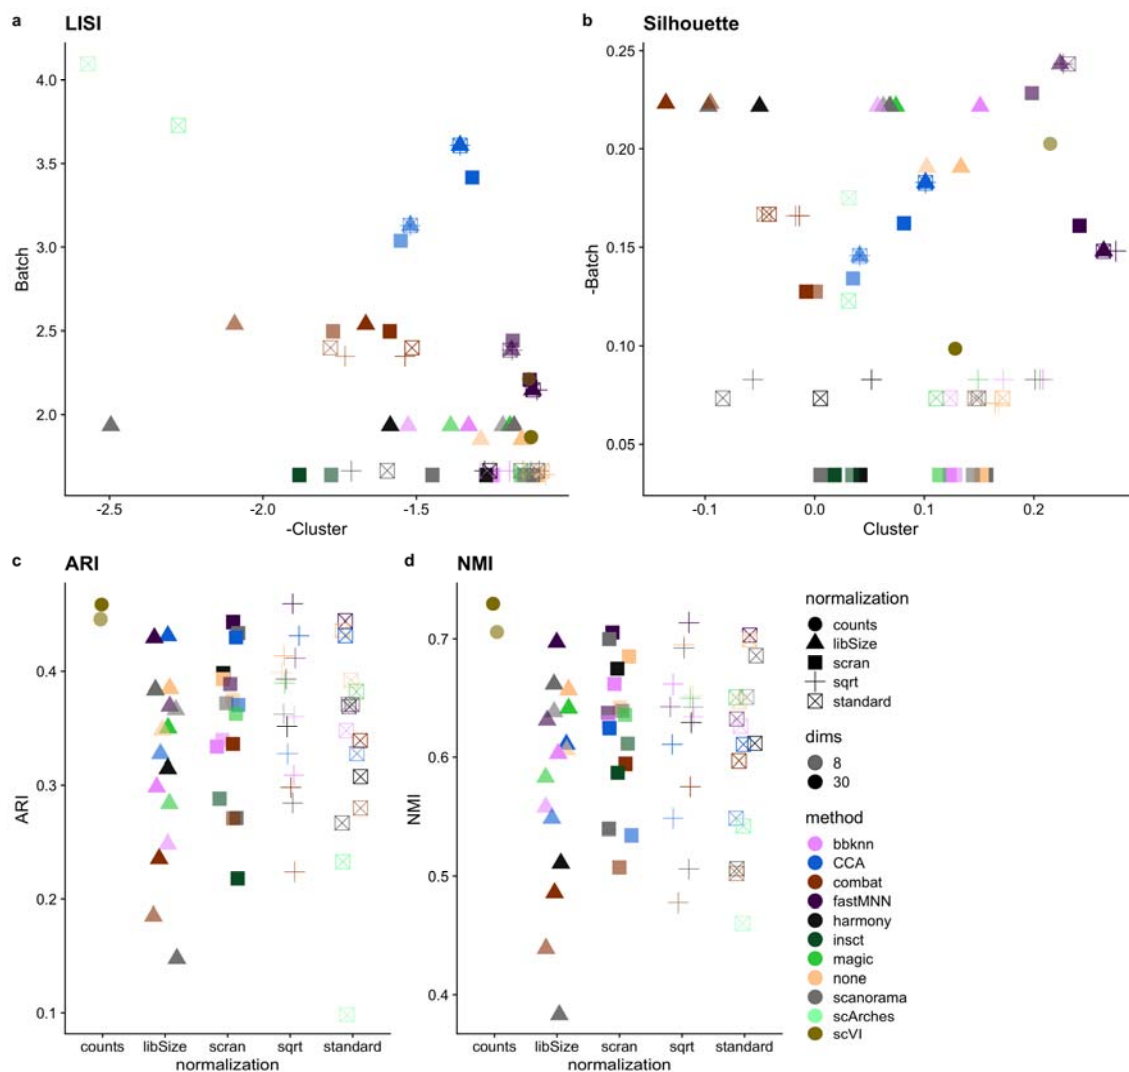 a LISI
4.0
3.5
3.0
2.5
2.0
Batch
-2.5 -2.0 -1.5
-Cluster
b Silhouette
0.25
0.20
0.15
0.10
0.05
-Batch
-0.1 0.0 0.1 0.2
Cluster
c ARI
0.4
0.3
0.2
0.1
ARI
counts libSize scran sqrt standard
normalization
d NMI
0.7
0.6
0.5
0.4
NMI
counts libSize scran sqrt standard
normalization
normalization
counts
libSize
scran
sqrt
standard
dims
8
30
method
bbknn
CCA
combat
fastMNN
harmony
insct
magic
none
scanorama
scArches
scVI